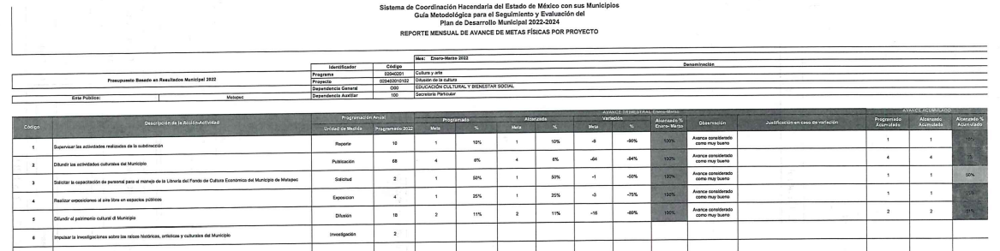 Sistema de Coordinación Hacendaria del Estado de México con sus Municipios
Guía Metodológica para el Seguimiento y Evaluación del
Plan de Desarrollo Municipal 2022-2024
REPORTE MENSUAL DE AVANCE DE METAS FÍSICAS POR PROYECTO
Mes: Enero-Marzo 2022
Identificador Código Denominación
Presupuesto Basado en Resultados Municipal 2022
Programa 02040201 Cultura y arte
Proyecto 020402010102 Difusión de la cultura
Dependencia General O00 EDUCACIÓN CULTURAL Y BIENESTAR SOCIAL
Ente Público: Metepec Dependencia Auxiliar 100 Secretaría Particular
Código Descripción de la Acción-Actividad Programación Anual AVANCE TRIMESTRAL Enero-Marzo AVANCE ACUMULADO
Unidad de Medida Programado 2022 Programado Alcanzado Variación Alcanzado % Enero- Marzo Observación Justificación en caso de variación Programado Acumulado Alcanzado Acumulado Alcanzado % Acumulado
Meta % Meta % Meta %
1 Supervisar las actividades realizadas de la subdirección Reporte 10 1 10% 1 10% -9 -90% 100% Avance considerado como muy bueno 1 1 10%
2 Difundir las actividades culturales del Municipio Publicación 68 4 6% 4 6% -64 -94% 100% Avance considerado como muy bueno 4 4
3 Solicitar la capacitación de personal para el manejo de la Librería del Fondo de Cultura Económica del Municipio de Metepec Solicitud 2 1 50% 1 50% -1 -50% 100% Avance considerado como muy bueno 1 1 50%
4 Realizar exposiciones al aire libre en espacios públicos Exposicion 4 1 25% 1 25% -3 -75% 100% Avance considerado como muy bueno 1 1 25%
5 Difundir el patrimonio cultural dl Municipio Difusión 18 2 11% 2 11% -16 -89% 100% Avance considerado como muy bueno 2 2 11%
6 Impulsar la investigaciones sobre las raíces históricas, artísticas y culturales del Municipio Investigación 2